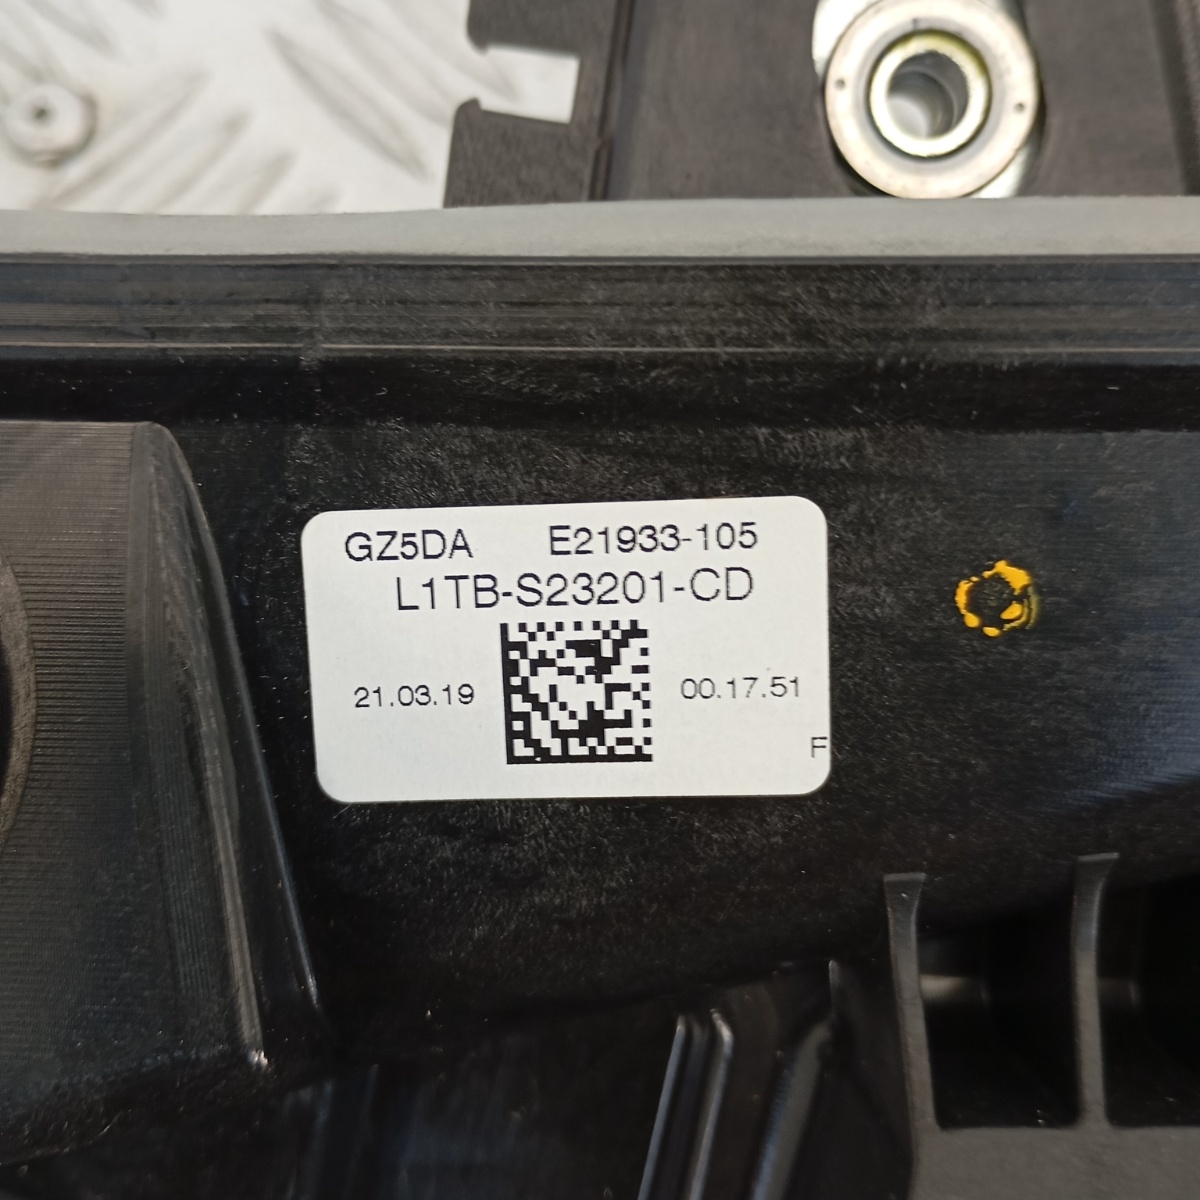 GZ5DA E21933-105
L1TB-S23201-CD
21.03.19 00.17.51
F